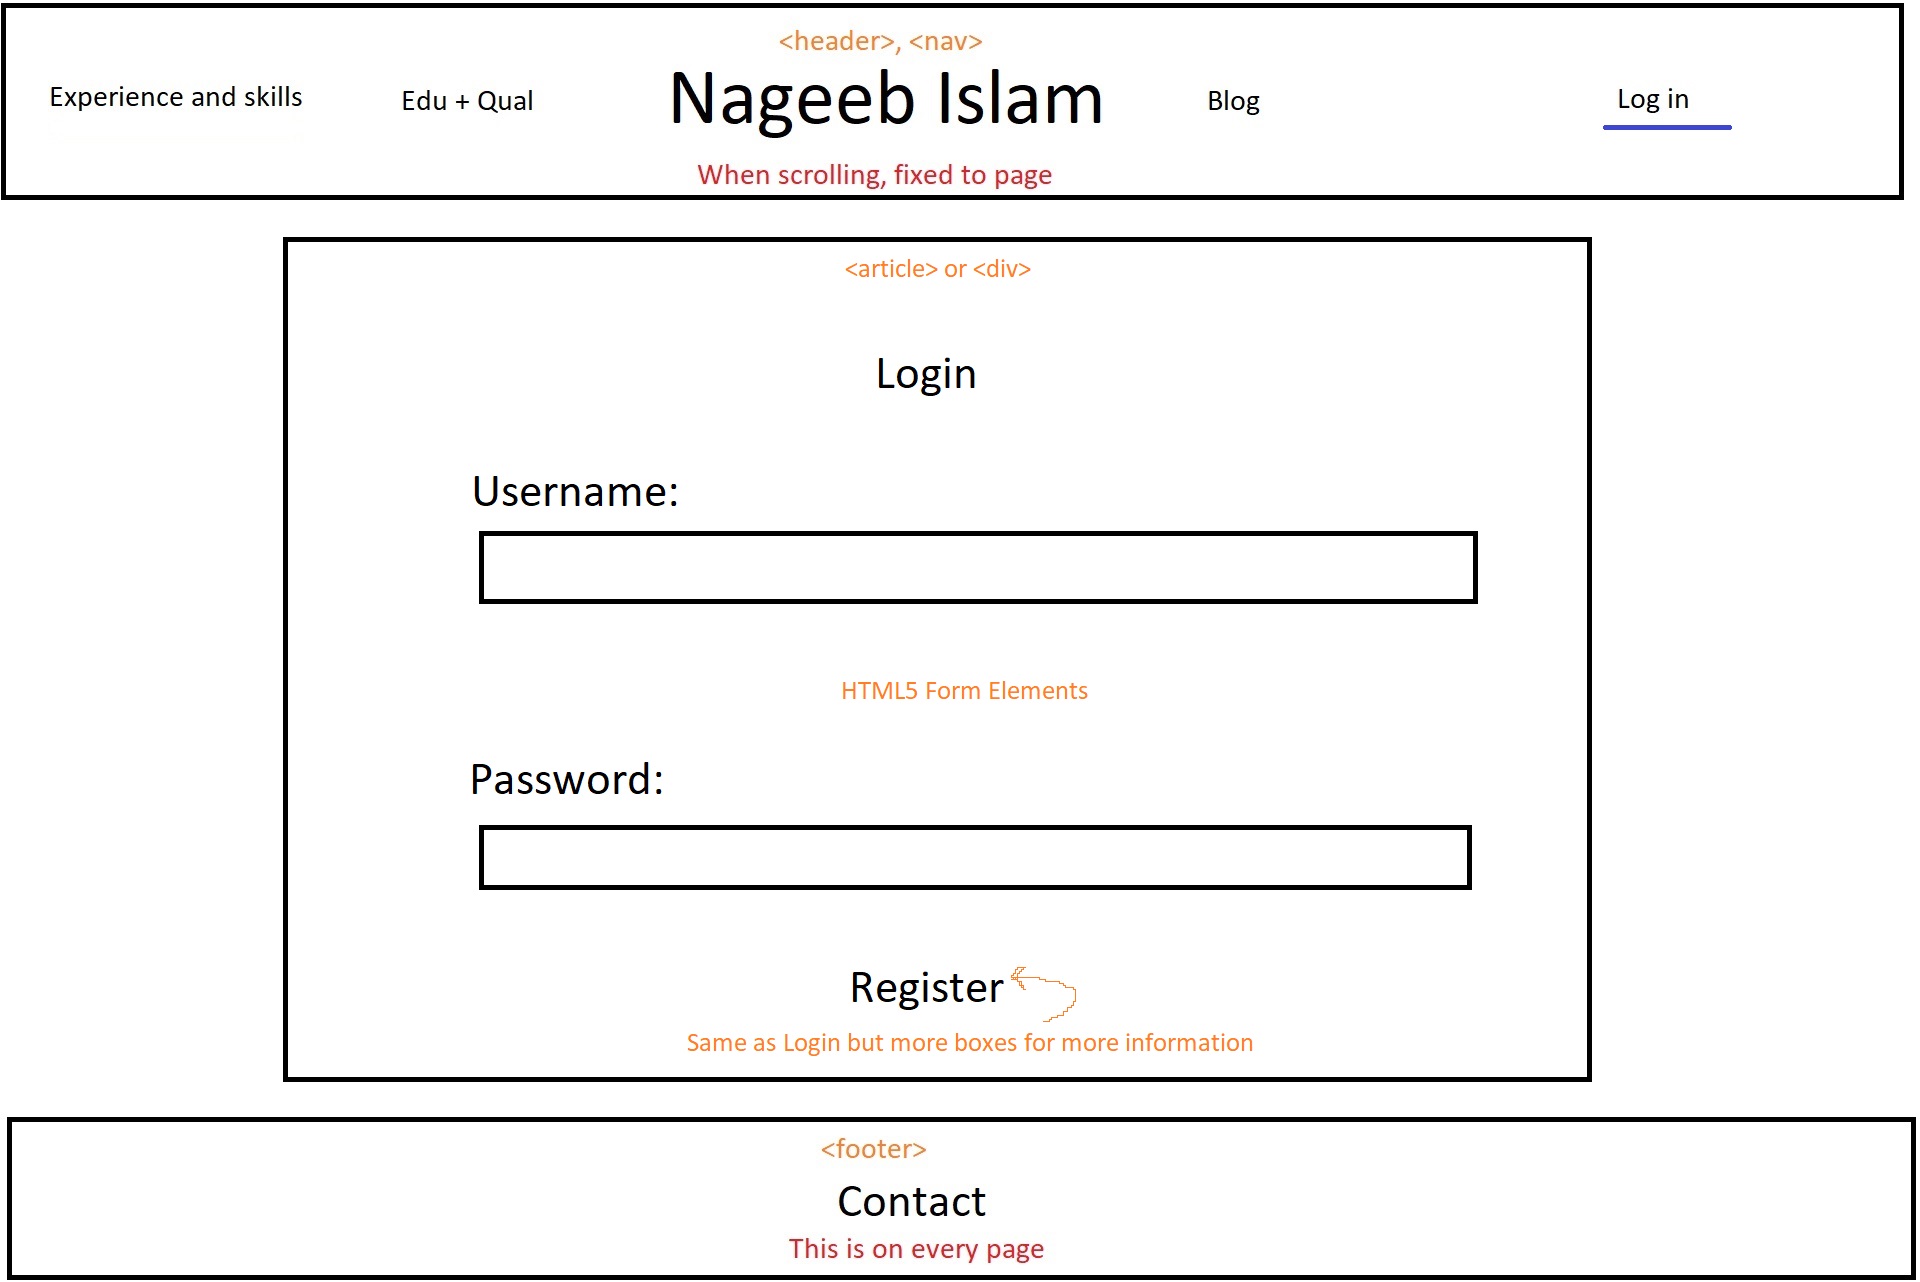 <header>, <nav>
Experience and skills
Edu + Qual
Nageeb Islam
Blog
Log in
When scrolling, fixed to page
<article> or <div>
Login
Username:
HTML5 Form Elements
Password:
Register
Same as Login but more boxes for more information
<footer>
Contact
This is on every page